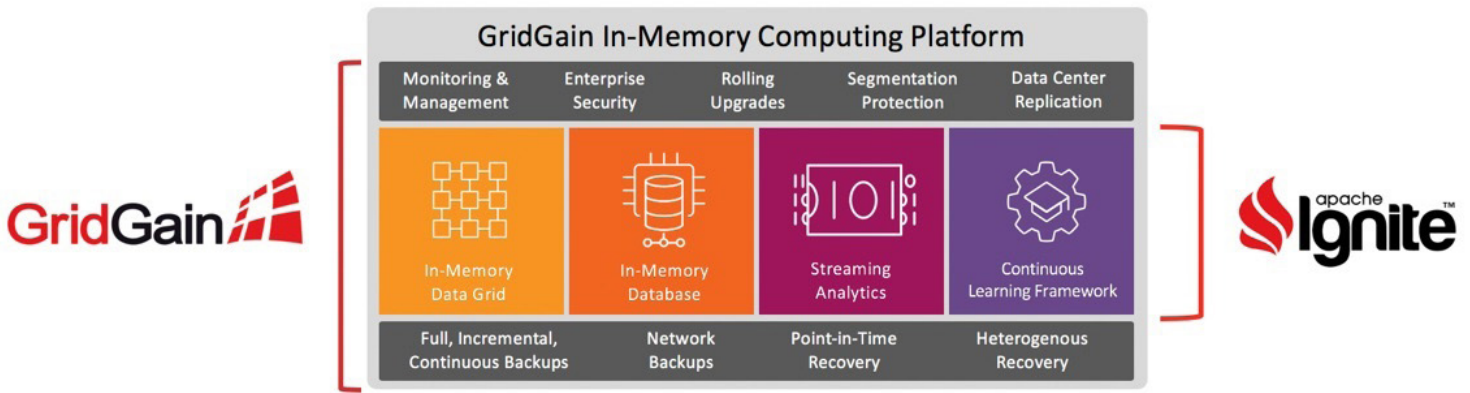 GridGain In-Memory Computing Platform
Monitoring &
Management
Enterprise
Security
Rolling
Upgrades
Segmentation
Protection
Data Center
Replication
GridGain
In-Memory
Data Grid
In-Memory
Database
101
Streaming
Analytics
Continuous
Learning Framework
apache
Ignite™
Full, Incremental,
Continuous Backups
Network
Backups
Point-in-Time
Recovery
Heterogenous
Recovery